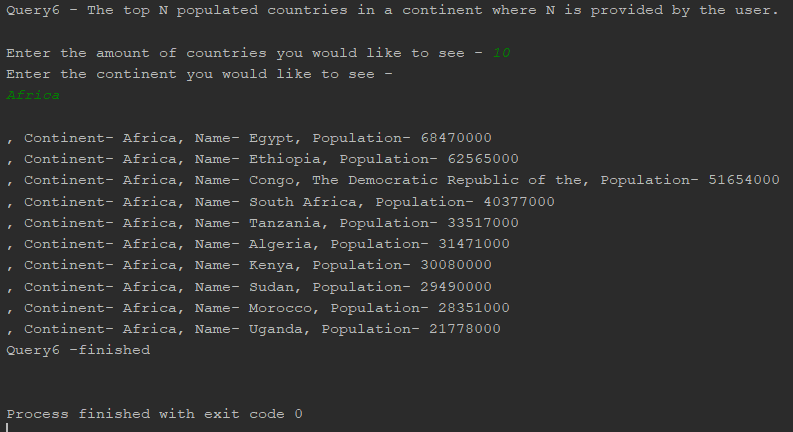 Query6 - The top N populated countries in a continent where N is provided by the user.
Enter the amount of countries you would like to see - 10
Enter the continent you would like to see -
Africa
, Continent- Africa, Name- Egypt, Population- 68470000
, Continent- Africa, Name- Ethiopia, Population- 62565000
, Continent- Africa, Name- Congo, The Democratic Republic of the, Population- 51654000
, Continent- Africa, Name- South Africa, Population- 40377000
, Continent- Africa, Name- Tanzania, Population- 33517000
, Continent- Africa, Name- Algeria, Population- 31471000
, Continent- Africa, Name- Kenya, Population- 30080000
, Continent- Africa, Name- Sudan, Population- 29490000
, Continent- Africa, Name- Morocco, Population- 28351000
, Continent- Africa, Name- Uganda, Population- 21778000
Query6 -finished
Process finished with exit code 0